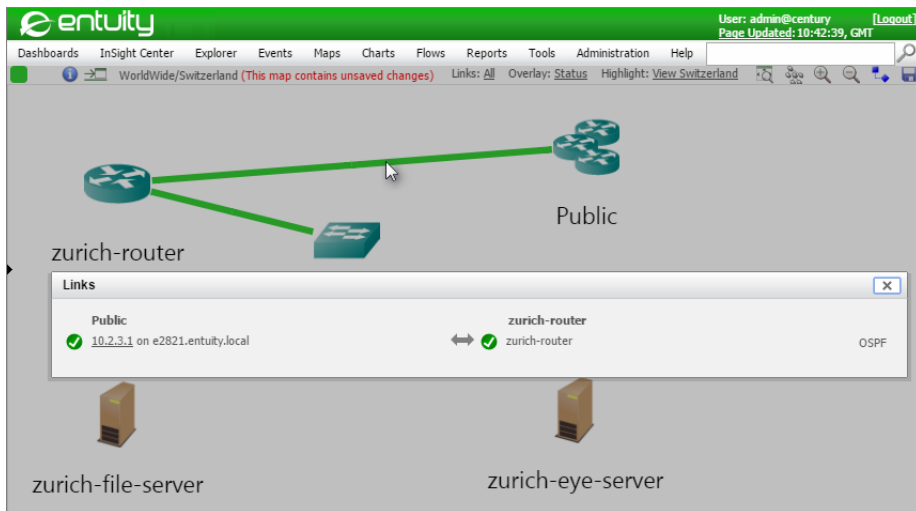 entuity
User: admin@century [Logout]
Page Updated: 10:42:39, GMT
Dashboards InSight Center Explorer Events Maps Charts Flows Reports Tools Administration Help
WorldWide/Switzerland (This map contains unsaved changes) Links: All Overlay: Status Highlight: View Switzerland
Public
zurich-router
Links
Public zurich-router
10.2.3.1 on e2821.entuity.local zurich-router OSPF
zurich-file-server
zurich-eye-server